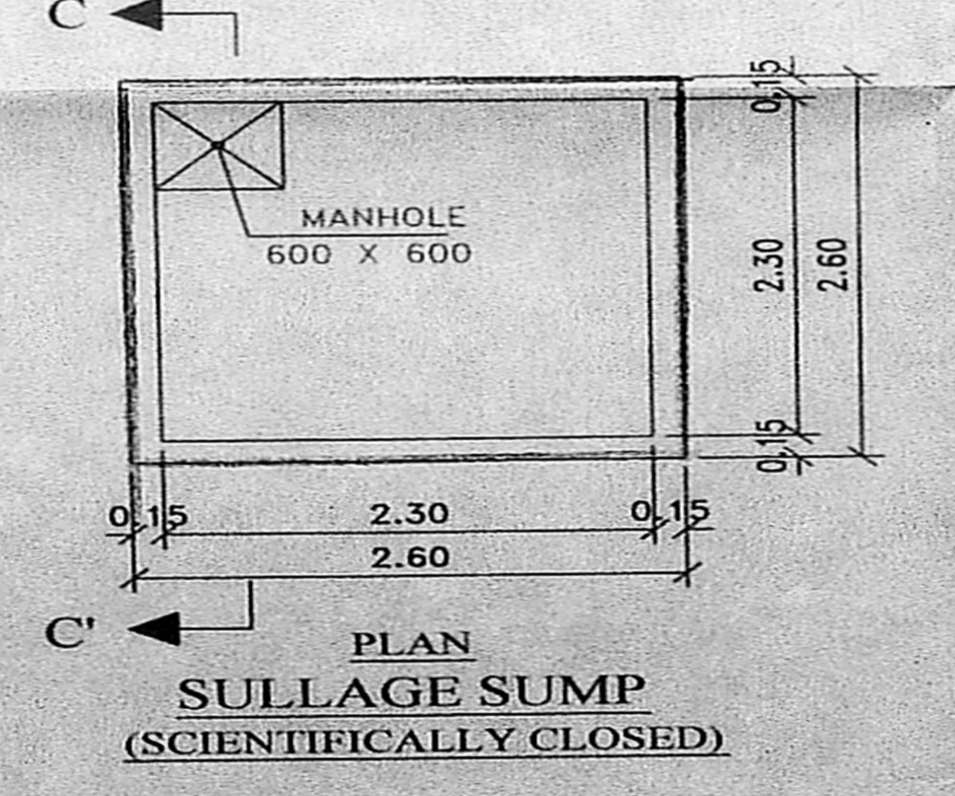 C
0.15
MANHOLE
600 X 600
2.30
2.60
0.15
0.15 2.30 0.15
2.60
C'
PLAN
SULLAGE SUMP
(SCIENTIFICALLY CLOSED)